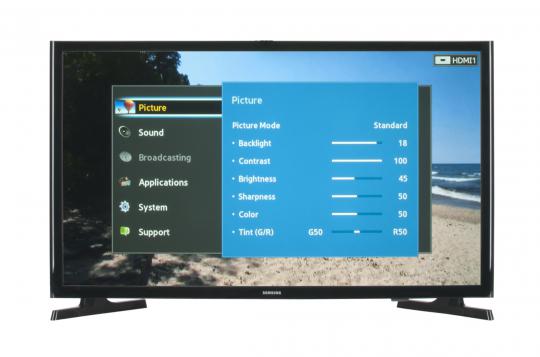 HDMI1
Picture
Sound
Broadcasting
Applications
System
Support
Picture
Picture Mode Standard
· Backlight 18
· Contrast 100
· Brightness 45
· Sharpness 50
· Color 50
· Tint (G/R) G50 R50
SAMSUNG